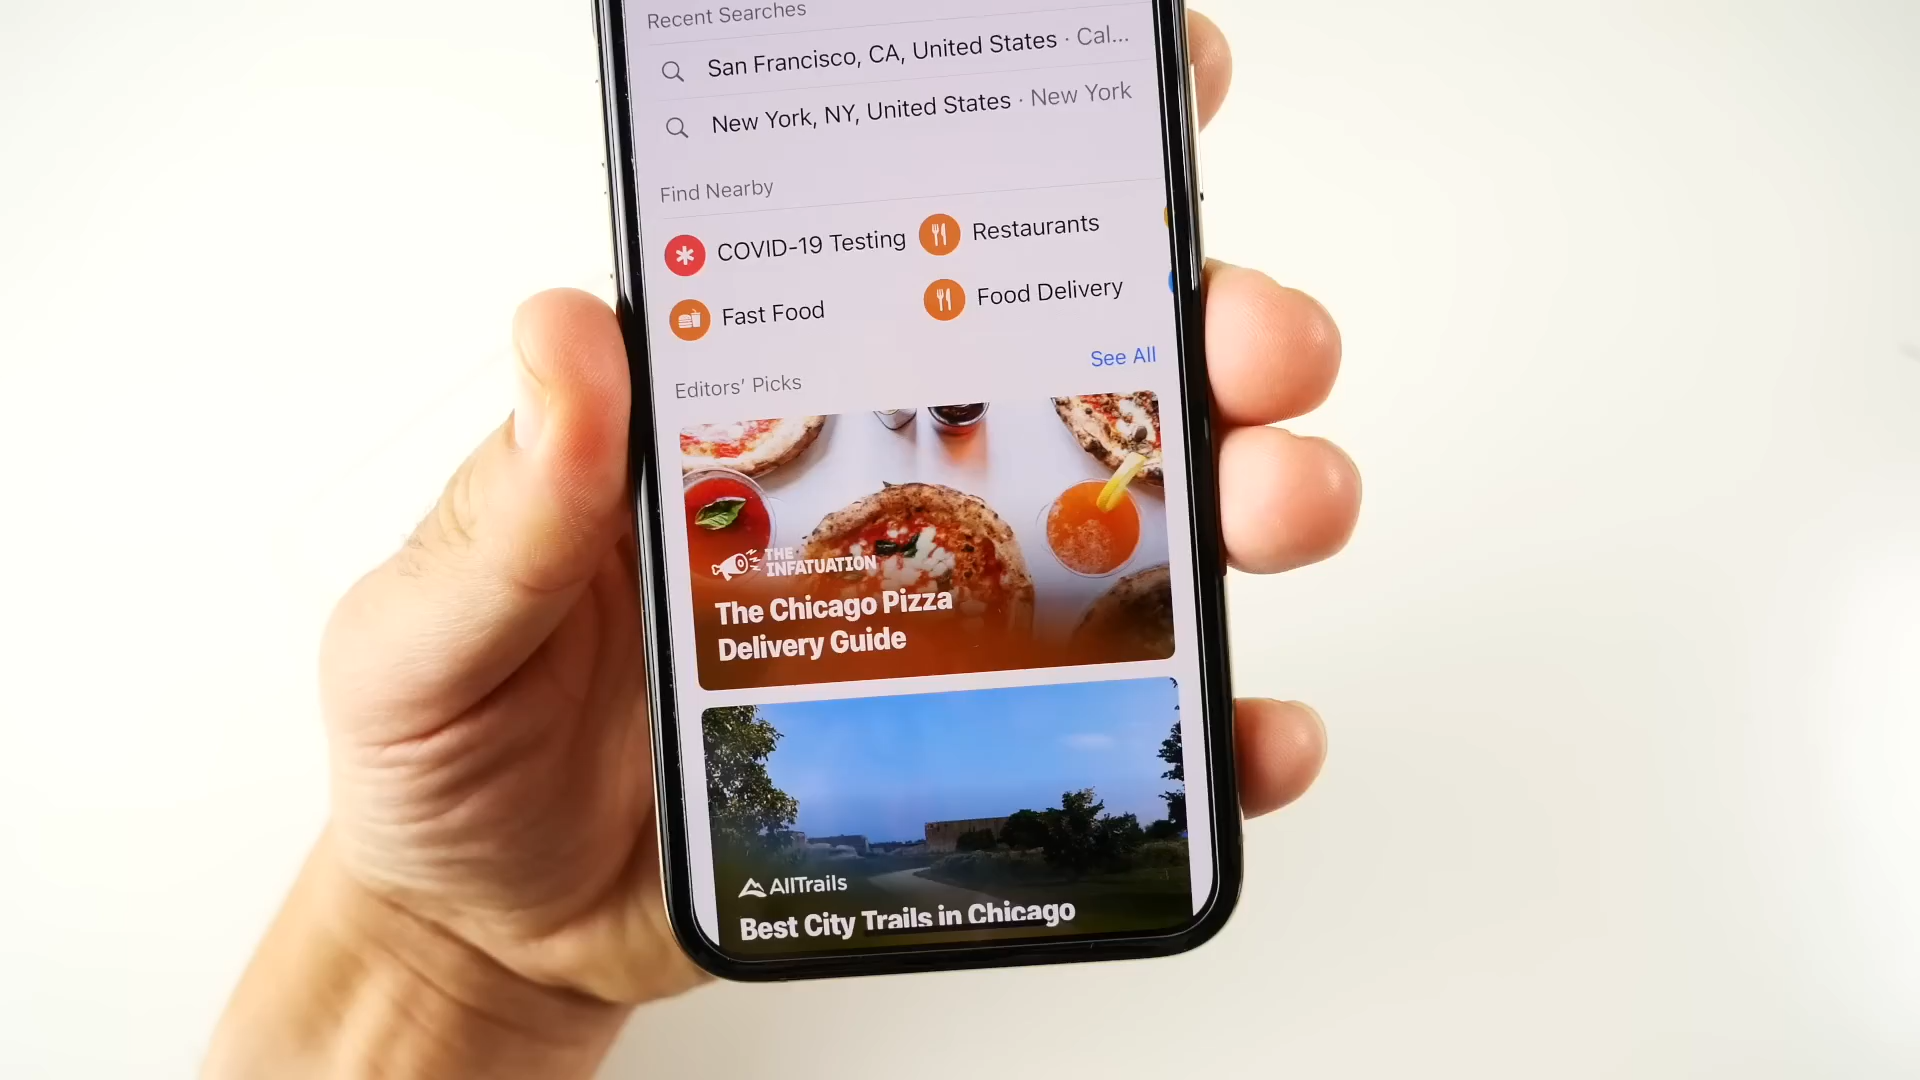 Recent Searches
San Francisco, CA, United States · Cal...
New York, NY, United States · New York
Find Nearby
COVID-19 Testing
Restaurants
Fast Food
Food Delivery
See All
Editors' Picks
THE
INFATUATION
The Chicago Pizza
Delivery Guide
AllTrails
Best City Trails in Chicago